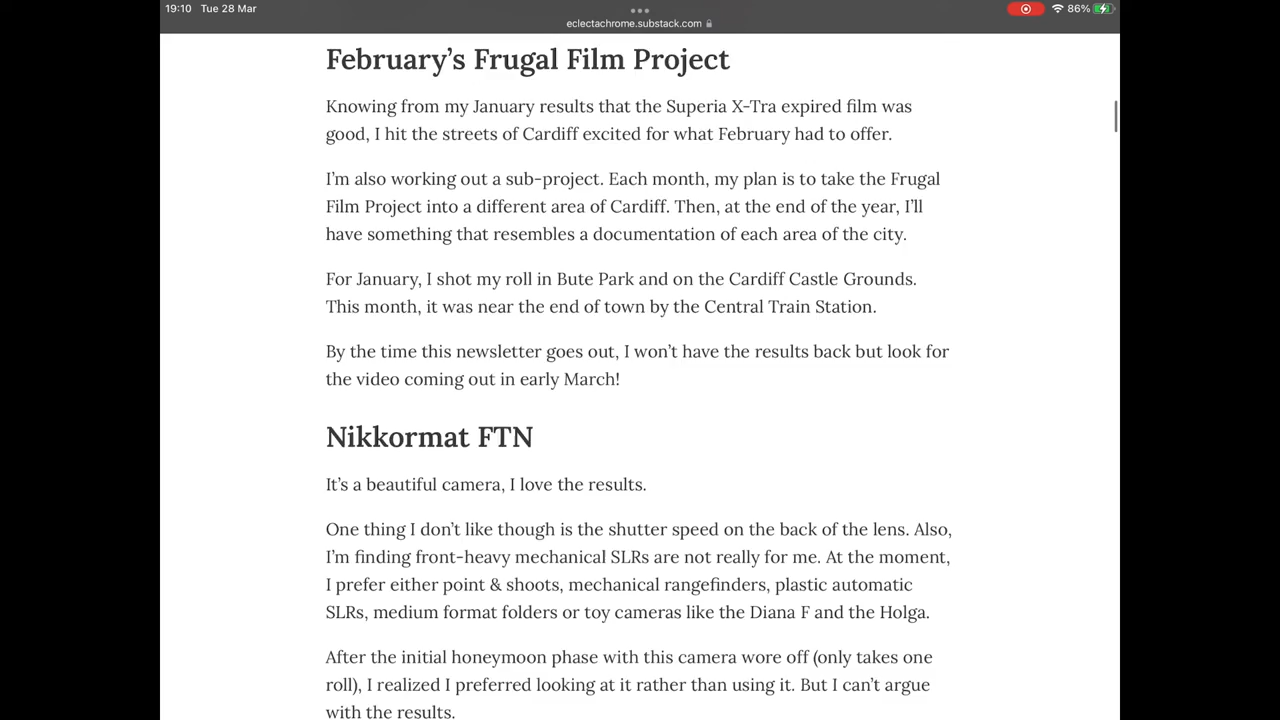 19:10 Tue 28 Mar
86%
eclectachrome.substack.com
February's Frugal Film Project
Knowing from my January results that the Superia X-Tra expired film was
good, I hit the streets of Cardiff excited for what February had to offer.
I'm also working out a sub-project. Each month, my plan is to take the Frugal
Film Project into a different area of Cardiff. Then, at the end of the year, I'll
have something that resembles a documentation of each area of the city.
For January, I shot my roll in Bute Park and on the Cardiff Castle Grounds.
This month, it was near the end of town by the Central Train Station.
By the time this newsletter goes out, I won't have the results back but look for
the video coming out in early March!
Nikkormat FTN
It's a beautiful camera, I love the results.
One thing I don't like though is the shutter speed on the back of the lens. Also,
I'm finding front-heavy mechanical SLRs are not really for me. At the moment,
I prefer either point & shoots, mechanical rangefinders, plastic automatic
SLRs, medium format folders or toy cameras like the Diana F and the Holga.
After the initial honeymoon phase with this camera wore off (only takes one
roll), I realized I preferred looking at it rather than using it. But I can't argue
with the results.